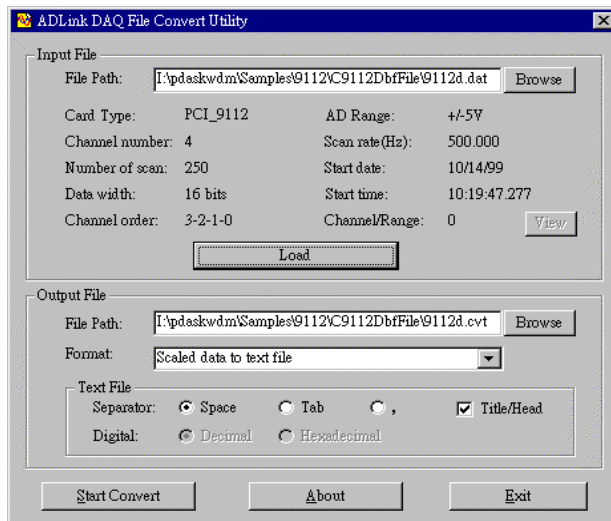 ADLink DAQ File Convert Utility
Input File
File Path: I:\pdaskwdm\Samples\9112\C9112DbfFile\9112d.dat Browse
Card Type: PCI_9112 AD Range: +/-5V
Channel number: 4 Scan rate(Hz): 500.000
Number of scan: 250 Start date: 10/14/99
Data width: 16 bits Start time: 10:19:47.277
Channel order: 3-2-1-0 Channel/Range: 0 View
Load
Output File
File Path: I:\pdaskwdm\Samples\9112\C9112DbfFile\9112d.cvt Browse
Format: Scaled data to text file
Text File
Separator: Space Tab , Title/Head
Digital: Decimal Hexadecimal
Start Convert About Exit